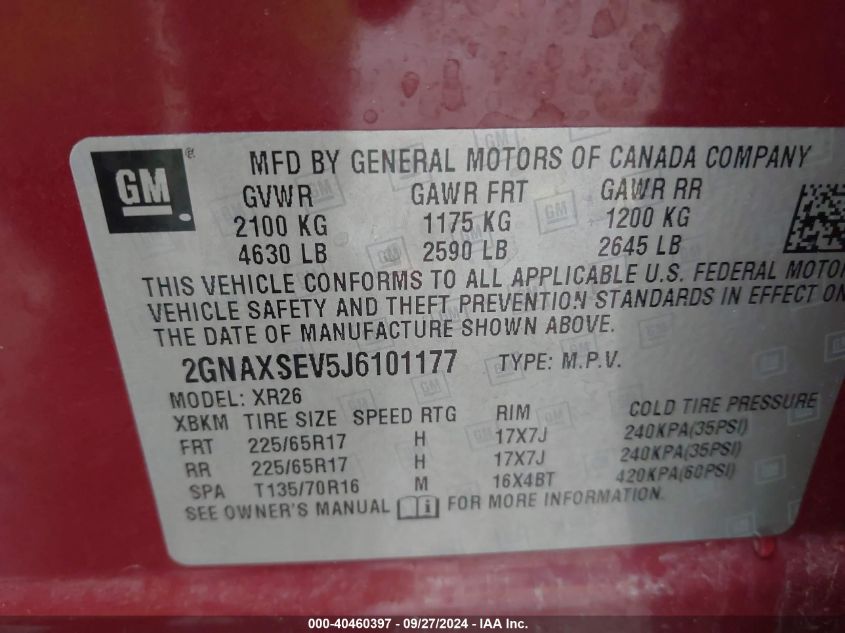 GM
®
MFD BY GENERAL MOTORS OF CANADA COMPANY
GVWR GAWR FRT GAWR RR
2100 KG 1175 KG 1200 KG
4630 LB 2590 LB 2645 LB
THIS VEHICLE CONFORMS TO ALL APPLICABLE U.S. FEDERAL MOTOR
VEHICLE SAFETY AND THEFT PREVENTION STANDARDS IN EFFECT ON
THE DATE OF MANUFACTURE SHOWN ABOVE.
2GNAXSEV5J6101177 TYPE: M.P.V.
MODEL: XR26
XBKM TIRE SIZE SPEED RTG RIM COLD TIRE PRESSURE
FRT 225/65R17 H 17X7J 240KPA(35PSI)
RR 225/65R17 H 17X7J 240KPA(35PSI)
SPA T135/70R16 M 16X4BT 420KPA(60PSI)
SEE OWNER'S MANUAL i FOR MORE INFORMATION.
000-40460397 - 09/27/2024 - IAA Inc.